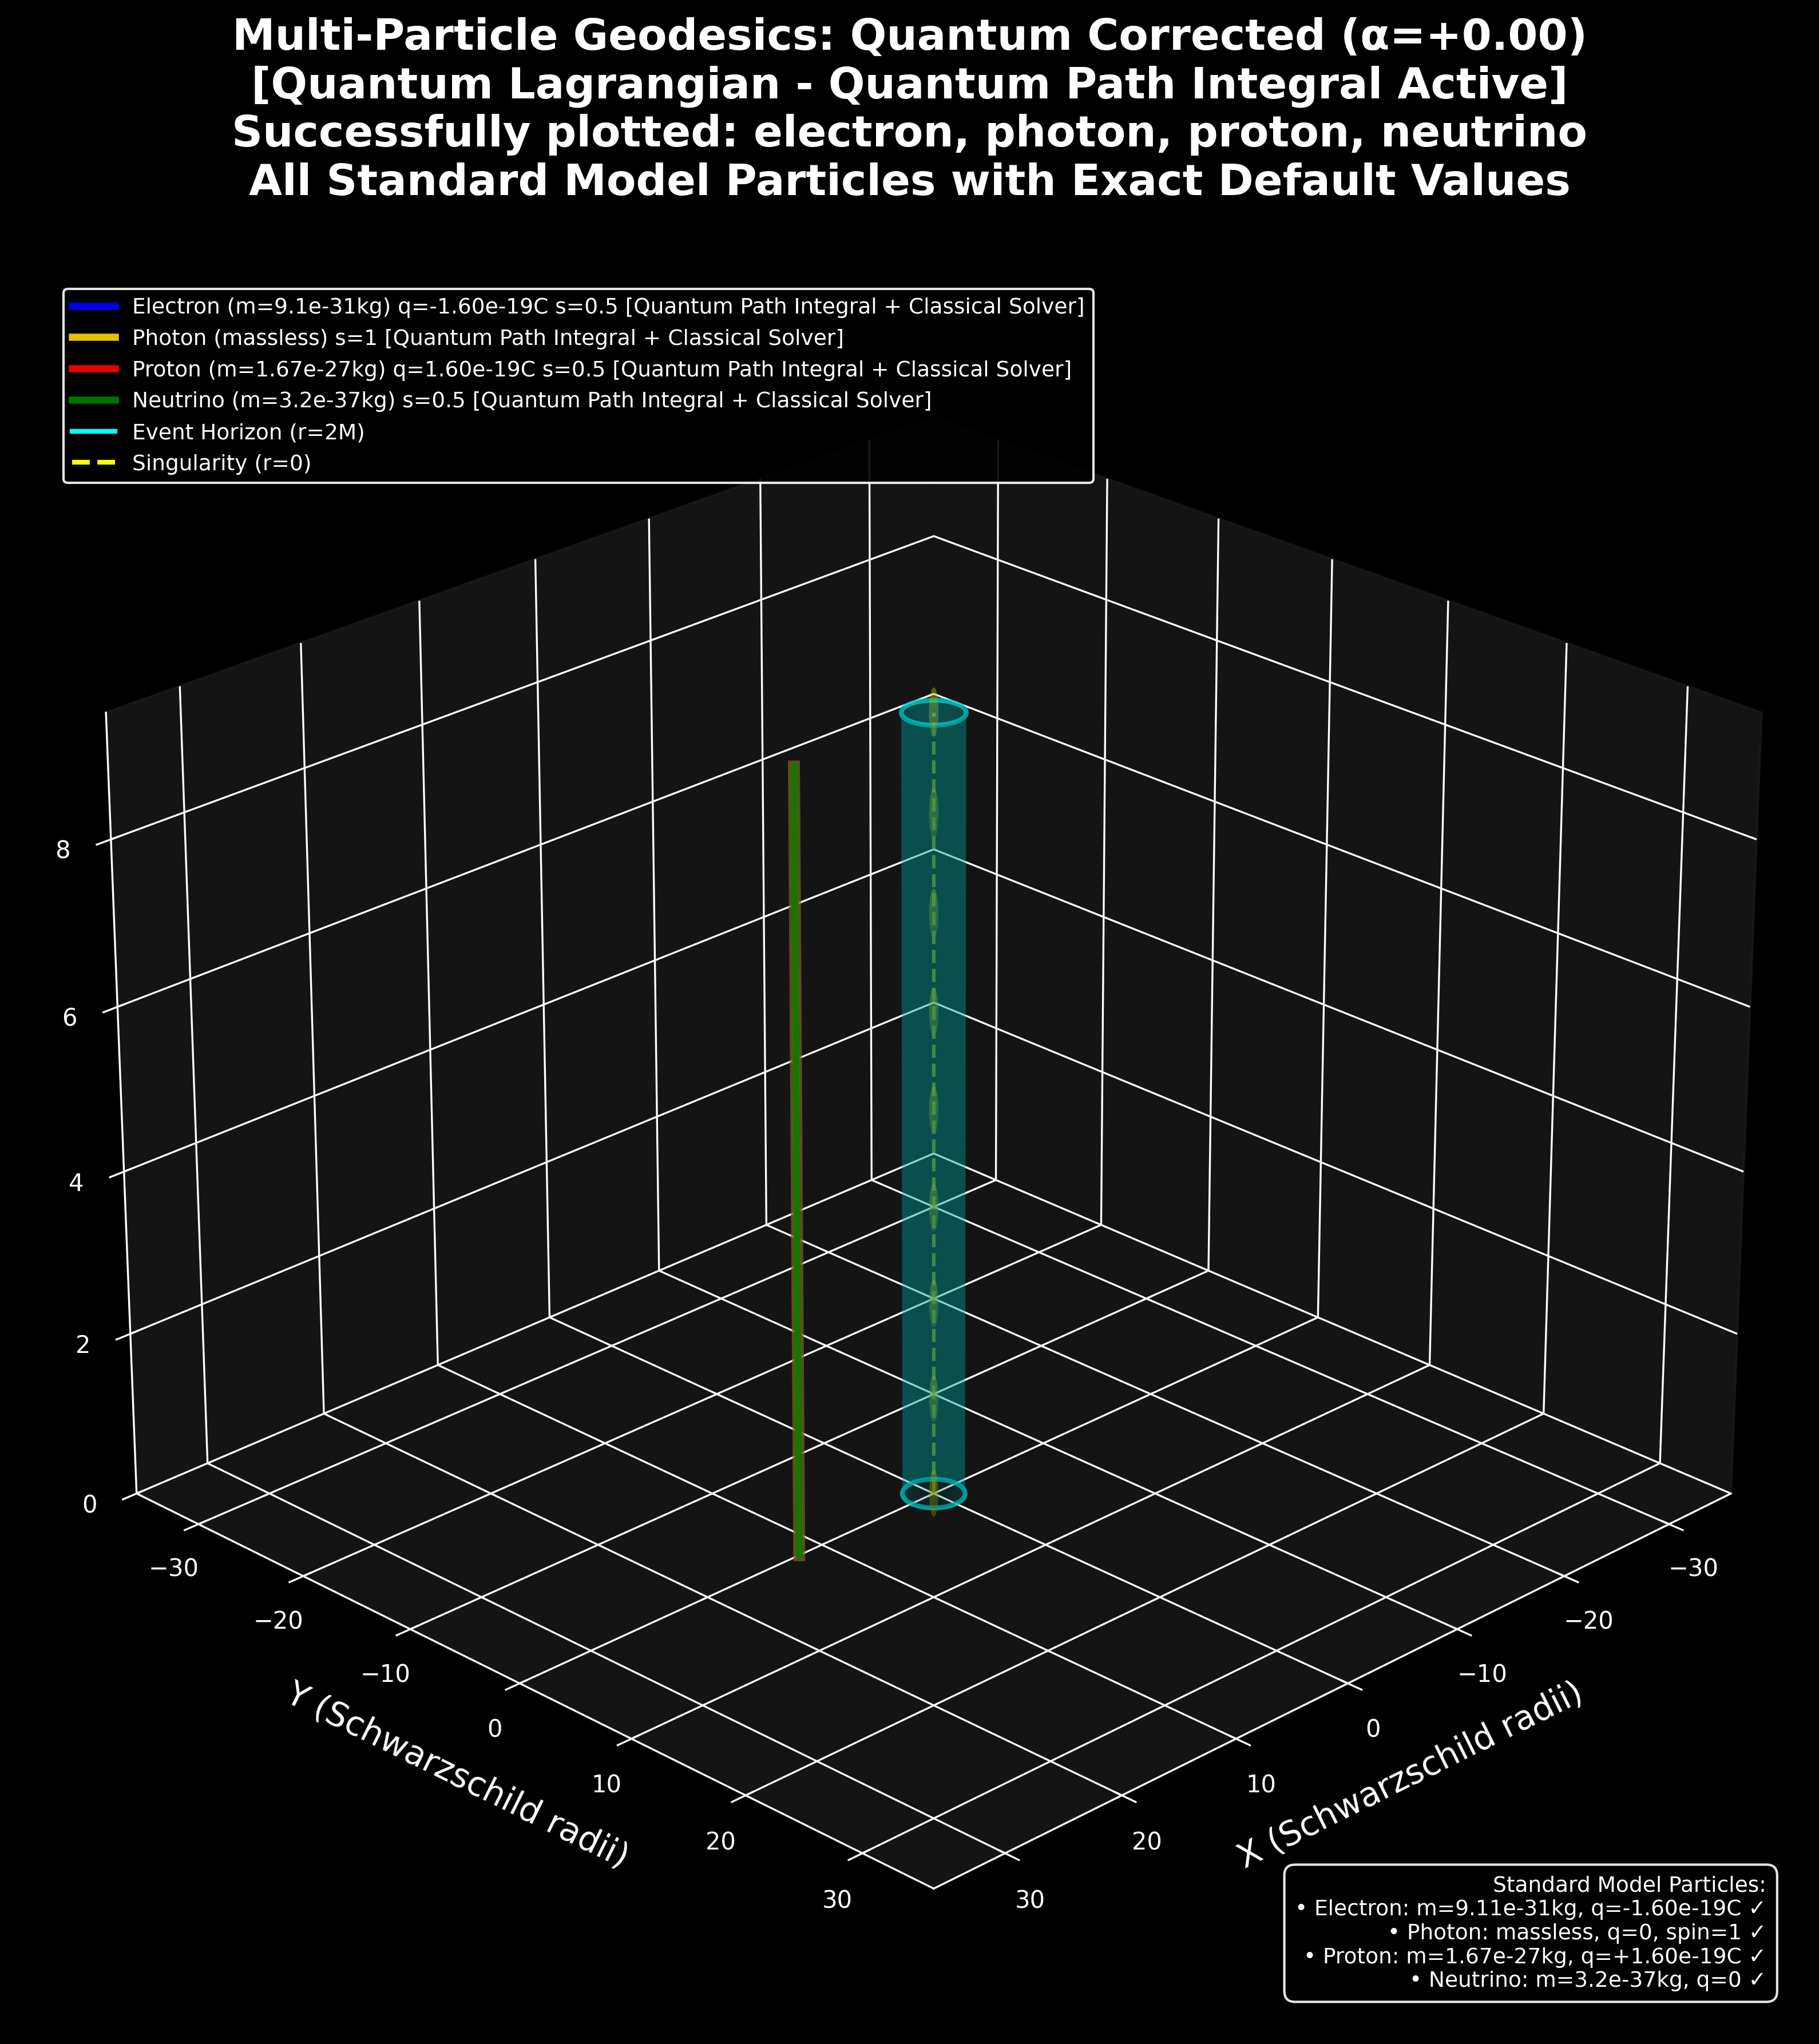 Multi-Particle Geodesics: Quantum Corrected (α=+0.00)
[Quantum Lagrangian - Quantum Path Integral Active]
Successfully plotted: electron, photon, proton, neutrino
All Standard Model Particles with Exact Default Values
Electron (m=9.1e-31kg) q=-1.60e-19C s=0.5 [Quantum Path Integral + Classical Solver]
Photon (massless) s=1 [Quantum Path Integral + Classical Solver]
Proton (m=1.67e-27kg) q=1.60e-19C s=0.5 [Quantum Path Integral + Classical Solver]
Neutrino (m=3.2e-37kg) s=0.5 [Quantum Path Integral + Classical Solver]
Event Horizon (r=2M)
Singularity (r=0)
8
6
4
2
0
−30
−20
−10
0
10
20
30
Y (Schwarzschild radii)
−30
−20
−10
0
10
20
30
X (Schwarzschild radii)
Standard Model Particles:
• Electron: m=9.11e-31kg, q=-1.60e-19C ✓
• Photon: massless, q=0, spin=1 ✓
• Proton: m=1.67e-27kg, q=+1.60e-19C ✓
• Neutrino: m=3.2e-37kg, q=0 ✓